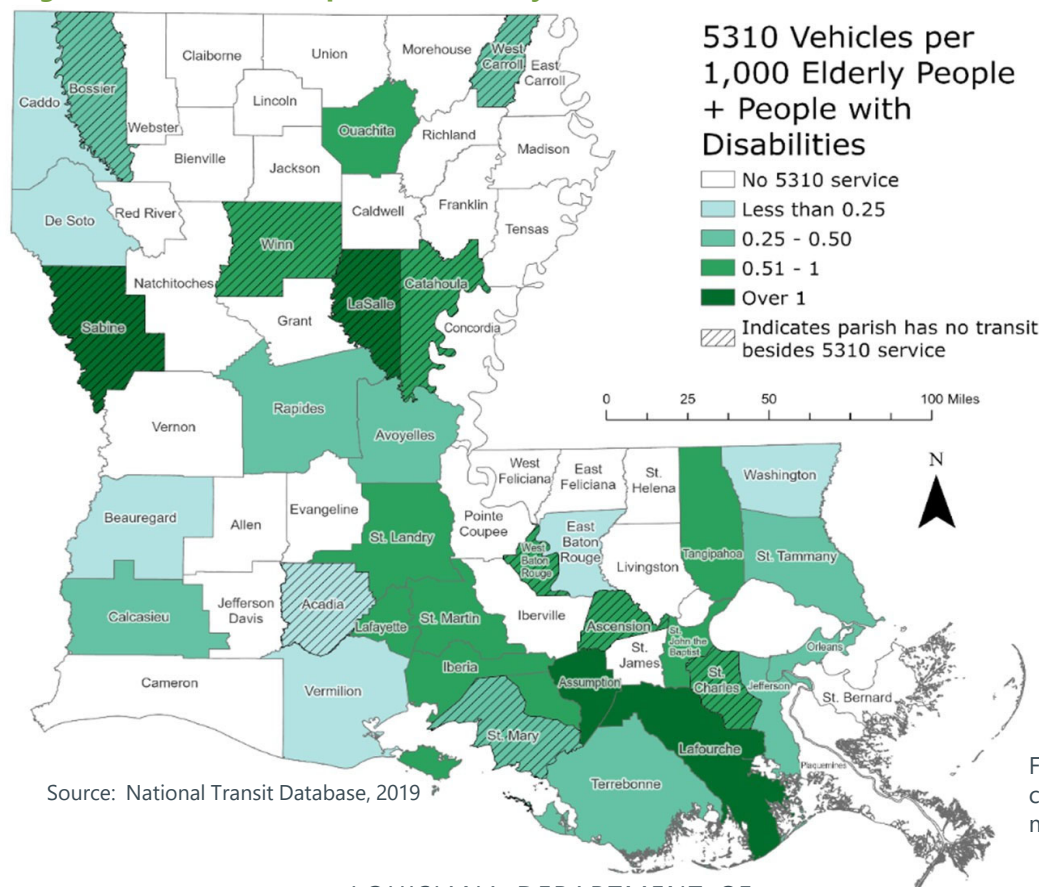 5310 Vehicles per
1,000 Elderly People
+ People with
Disabilities
No 5310 service
Less than 0.25
0.25 - 0.50
0.51 - 1
Over 1
Indicates parish has no transit
besides 5310 service
0 25 50 100 Miles
N
Caddo
Bossier
Webster
Claiborne
Union
Morehouse
West
Carroll
East
Carroll
Lincoln
Ouachita
Richland
Madison
Bienville
Jackson
De Soto
Red River
Caldwell
Franklin
Tensas
Winn
Natchitoches
LaSalle
Catahoula
Sabine
Grant
Concordia
Rapides
Vernon
Avoyelles
West
Feliciana
East
Feliciana
St.
Helena
Washington
Beauregard
Allen
Evangeline
St. Landry
Pointe
Coupee
West
Baton
Rouge
East
Baton
Rouge
Livingston
Tangipahoa
St. Tammany
Calcasieu
Jefferson
Davis
Acadia
Lafayette
St. Martin
Iberville
Ascension
St.
James
St.
John the
Baptist
Orleans
Cameron
Vermilion
Iberia
Assumption
St.
Charles
Jefferson
St. Bernard
St. Mary
Lafourche
Terrebonne
Plaquemines
Source: National Transit Database, 2019